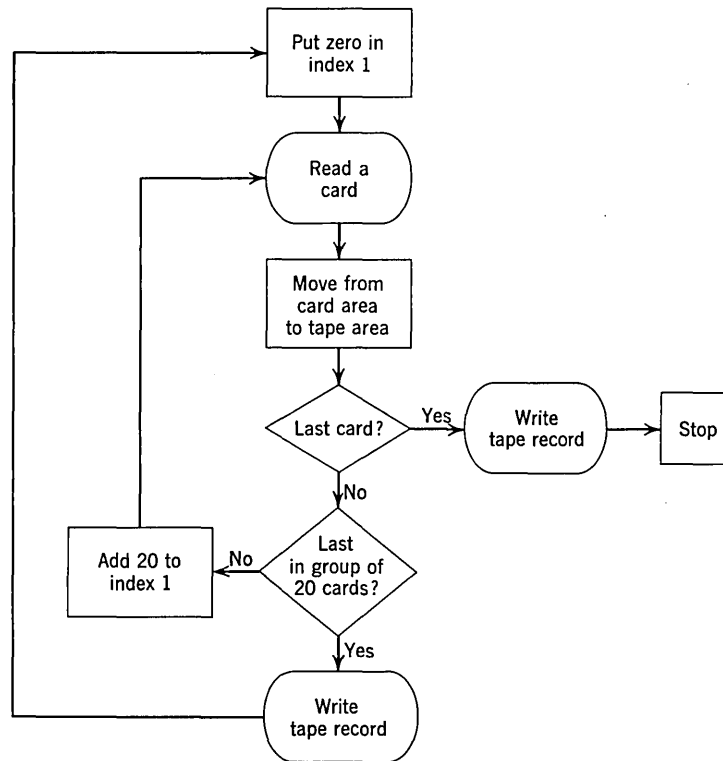 Put zero in
index 1
Read a
card
Move from
card area
to tape area
Last card?
Yes
Write
tape record
Stop
No
Last
in group of
20 cards?
No
Add 20 to
index 1
Yes
Write
tape record